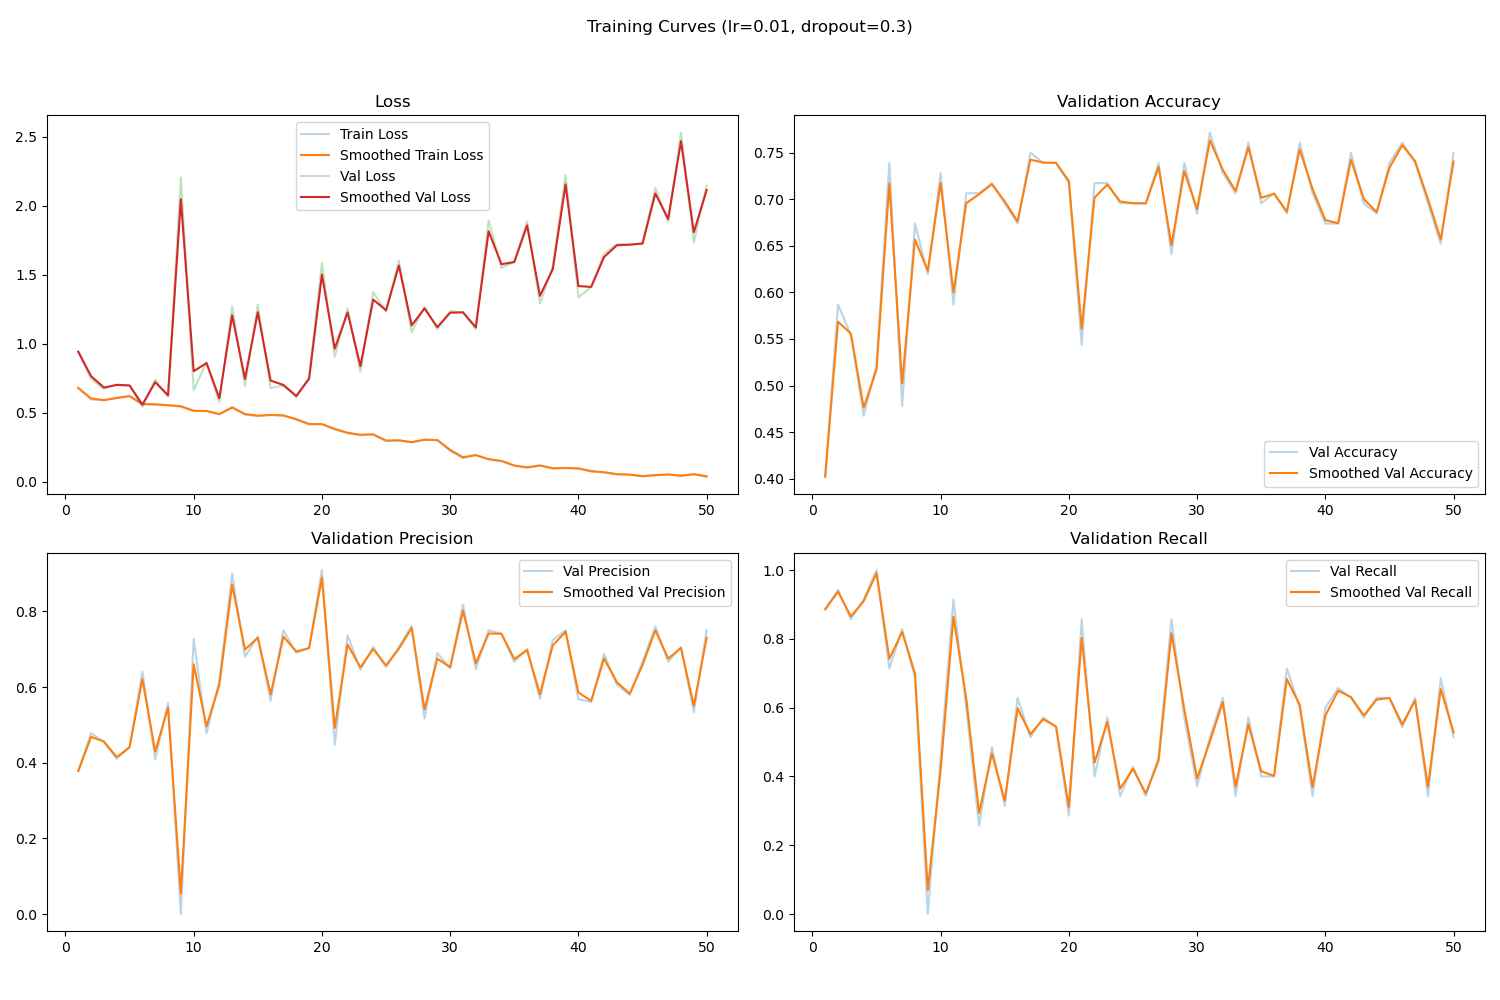 Training Curves (lr=0.01, dropout=0.3)
Loss
Train Loss
Smoothed Train Loss
Val Loss
Smoothed Val Loss
2.5
2.0
1.5
1.0
0.5
0.0
0 10 20 30 40 50
Validation Accuracy
0.75
0.70
0.65
0.60
0.55
0.50
0.45
0.40
Val Accuracy
Smoothed Val Accuracy
0 10 20 30 40 50
Validation Precision
Val Precision
Smoothed Val Precision
0.8
0.6
0.4
0.2
0.0
0 10 20 30 40 50
Validation Recall
Val Recall
Smoothed Val Recall
1.0
0.8
0.6
0.4
0.2
0.0
0 10 20 30 40 50